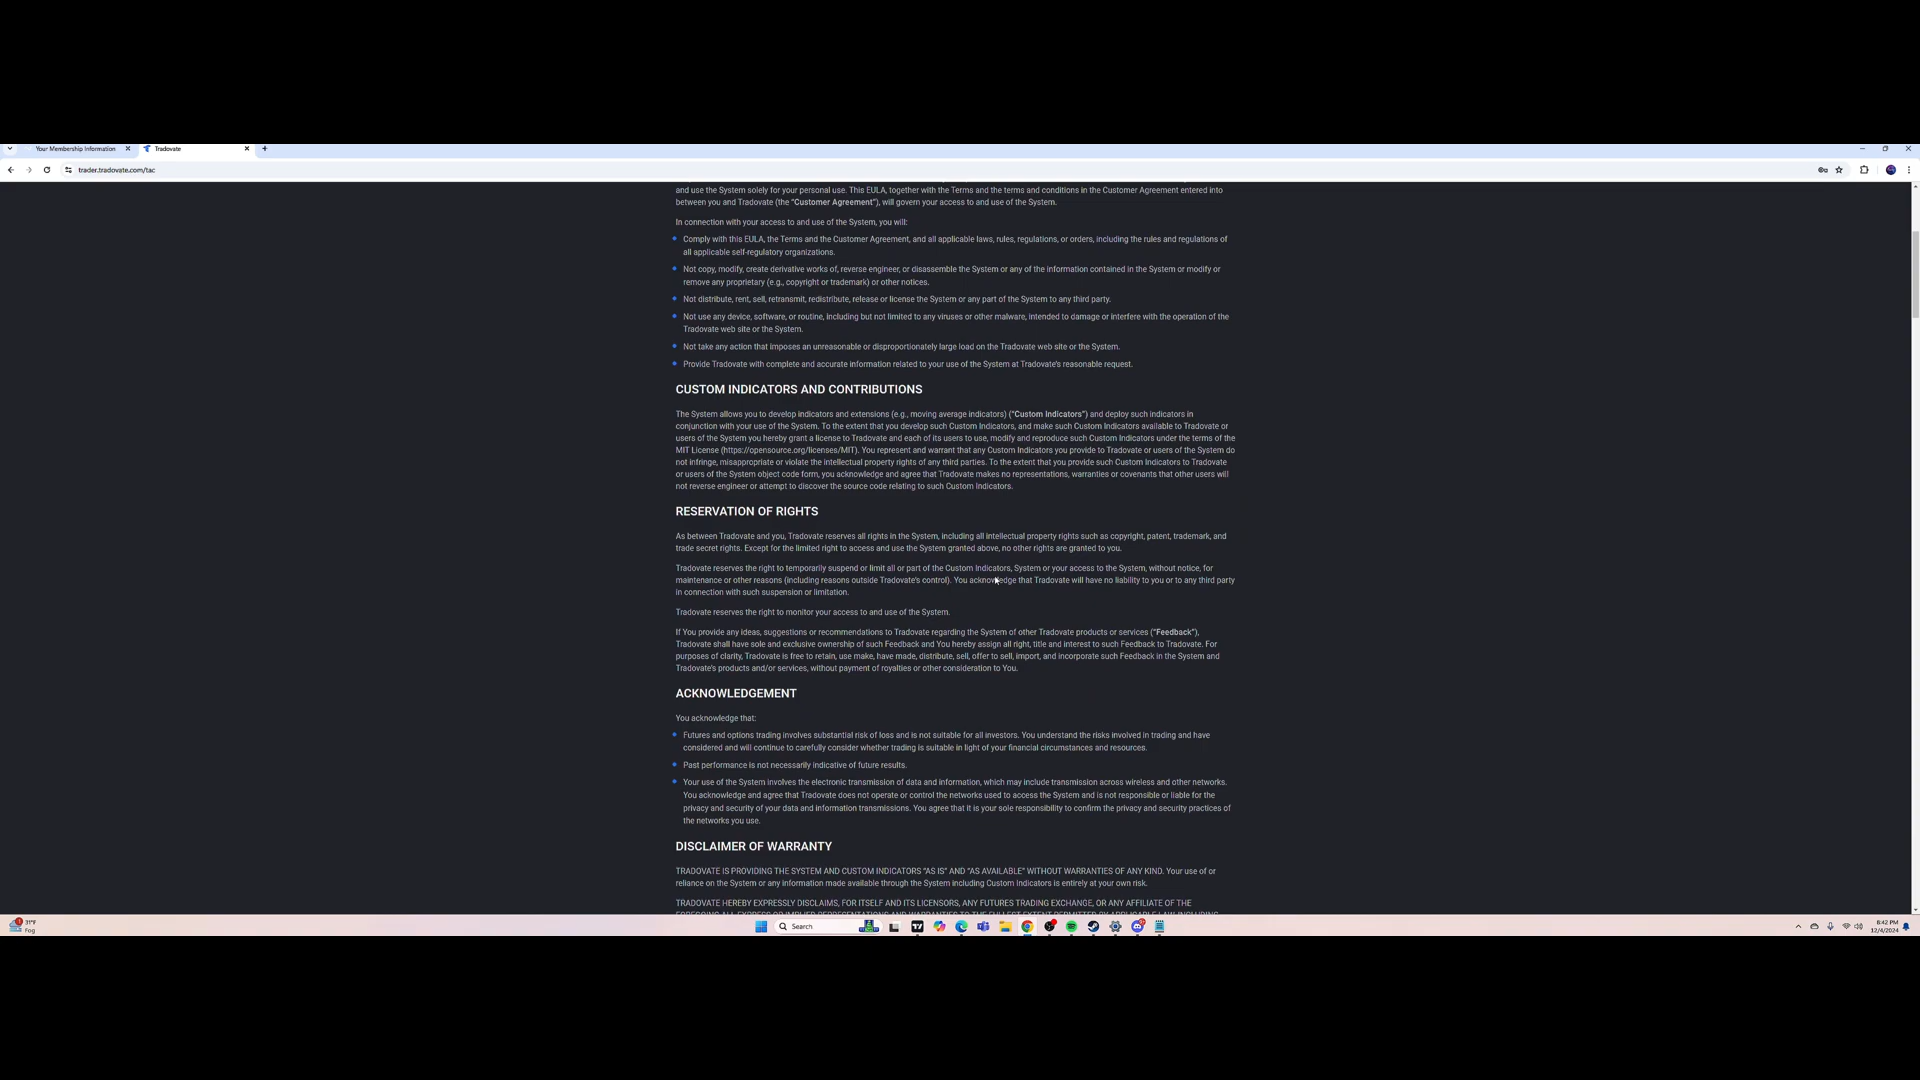 Your Membership Information
Tradovate
trader.tradovate.com/tac
and use the System solely for your personal use. This EULA, together with the Terms and the terms and conditions in the Customer Agreement entered into
between you and Tradovate (the “Customer Agreement”), will govern your access to and use of the System.
In connection with your access to and use of the System, you will:
Comply with this EULA, the Terms and the Customer Agreement, and all applicable laws, rules, regulations, or orders, including the rules and regulations of
all applicable self-regulatory organizations.
Not copy, modify, create derivative works of, reverse engineer, or disassemble the System or any of the information contained in the System or modify or
remove any proprietary (e.g., copyright or trademark) or other notices.
Not distribute, rent, sell, retransmit, redistribute, release or license the System or any part of the System to any third party.
Not use any device, software, or routine, including but not limited to any viruses or other malware, intended to damage or interfere with the operation of the
Tradovate web site or the System.
Not take any action that imposes an unreasonable or disproportionately large load on the Tradovate web site or the System.
Provide Tradovate with complete and accurate information related to your use of the System at Tradovate's reasonable request.
CUSTOM INDICATORS AND CONTRIBUTIONS
The System allows you to develop indicators and extensions (e.g., moving average indicators) (“Custom Indicators”) and deploy such indicators in
conjunction with your use of the System. To the extent that you develop such Custom Indicators, and make such Custom Indicators available to Tradovate or
users of the System you hereby grant a license to Tradovate and each of its users to use, modify and reproduce such Custom Indicators under the terms of the
MIT License (https://opensource.org/licenses/MIT). You represent and warrant that any Custom Indicators you provide to Tradovate or users of the System do
not infringe, misappropriate or violate the intellectual property rights of any third parties. To the extent that you provide such Custom Indicators to Tradovate
or users of the System object code form, you acknowledge and agree that Tradovate makes no representations, warranties or covenants that other users will
not reverse engineer or attempt to discover the source code relating to such Custom Indicators.
RESERVATION OF RIGHTS
As between Tradovate and you, Tradovate reserves all rights in the System, including all intellectual property rights such as copyright, patent, trademark, and
trade secret rights. Except for the limited right to access and use the System granted above, no other rights are granted to you.
Tradovate reserves the right to temporarily suspend or limit all or part of the Custom Indicators, System or your access to the System, without notice, for
maintenance or other reasons (including reasons outside Tradovate's control). You acknowledge that Tradovate will have no liability to you or to any third party
in connection with such suspension or limitation.
Tradovate reserves the right to monitor your access to and use of the System.
If You provide any ideas, suggestions or recommendations to Tradovate regarding the System of other Tradovate products or services (“Feedback”),
Tradovate shall have sole and exclusive ownership of such Feedback and You hereby assign all right, title and interest to such Feedback to Tradovate. For
purposes of clarity, Tradovate is free to retain, use make, have made, distribute, sell, offer to sell, import, and incorporate such Feedback in the System and
Tradovate's products and/or services, without payment of royalties or other consideration to You.
ACKNOWLEDGEMENT
You acknowledge that:
Futures and options trading involves substantial risk of loss and is not suitable for all investors. You understand the risks involved in trading and have
considered and will continue to carefully consider whether trading is suitable in light of your financial circumstances and resources.
Past performance is not necessarily indicative of future results.
Your use of the System involves the electronic transmission of data and information, which may include transmission across wireless and other networks.
You acknowledge and agree that Tradovate does not operate or control the networks used to access the System and is not responsible or liable for the
privacy and security of your data and information transmissions. You agree that it is your sole responsibility to confirm the privacy and security practices of
the networks you use.
DISCLAIMER OF WARRANTY
TRADOVATE IS PROVIDING THE SYSTEM AND CUSTOM INDICATORS “AS IS” AND “AS AVAILABLE” WITHOUT WARRANTIES OF ANY KIND. Your use of or
reliance on the System or any information made available through the System including Custom Indicators is entirely at your own risk.
TRADOVATE HEREBY EXPRESSLY DISCLAIMS, FOR ITSELF AND ITS LICENSORS, ANY FUTURES TRADING EXCHANGE, OR ANY AFFILIATE OF THE
31°F
Fog
Search
8:42 PM
12/4/2024